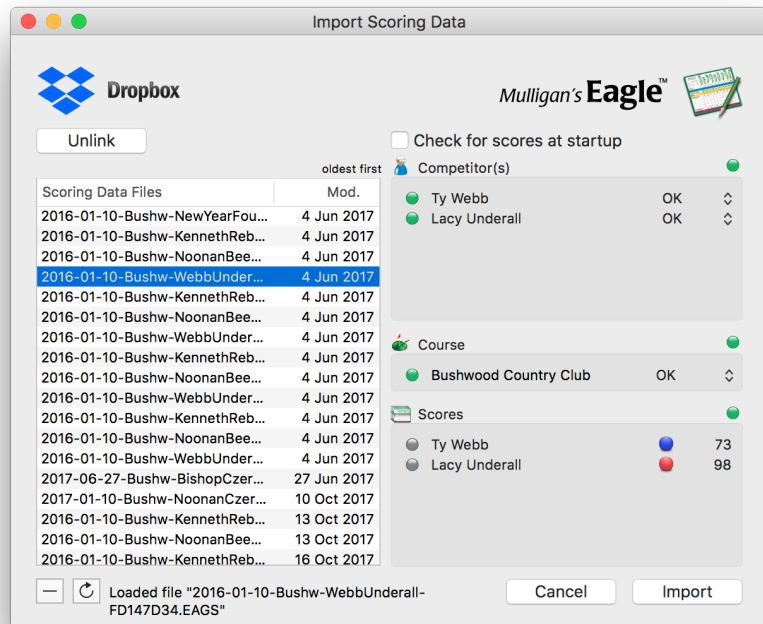 Import Scoring Data
Dropbox
Mulligan's Eagle™
Unlink
Check for scores at startup
oldest first
Competitor(s)
Scoring Data Files Mod.
2016-01-10-Bushw-NewYearFou... 4 Jun 2017
2016-01-10-Bushw-KennethReb... 4 Jun 2017
2016-01-10-Bushw-NoonanBee... 4 Jun 2017
2016-01-10-Bushw-WebbUnder... 4 Jun 2017
2016-01-10-Bushw-KennethReb... 4 Jun 2017
2016-01-10-Bushw-NoonanBee... 4 Jun 2017
2016-01-10-Bushw-WebbUnder... 4 Jun 2017
2016-01-10-Bushw-KennethReb... 4 Jun 2017
2016-01-10-Bushw-NoonanBee... 4 Jun 2017
2016-01-10-Bushw-WebbUnder... 4 Jun 2017
2016-01-10-Bushw-KennethReb... 4 Jun 2017
2016-01-10-Bushw-NoonanBee... 4 Jun 2017
2016-01-10-Bushw-WebbUnder... 4 Jun 2017
2017-06-27-Bushw-BishopCzer... 27 Jun 2017
2017-01-10-Bushw-NoonanCzer... 10 Oct 2017
2016-01-10-Bushw-KennethReb... 13 Oct 2017
2016-01-10-Bushw-NoonanBee... 13 Oct 2017
2016-01-10-Bushw-KennethReb... 16 Oct 2017
Ty Webb OK
Lacy Underall OK
Course
Bushwood Country Club OK
Scores
Ty Webb 73
Lacy Underall 98
Loaded file "2016-01-10-Bushw-WebbUnderall-
FD147D34.EAGS"
Cancel
Import